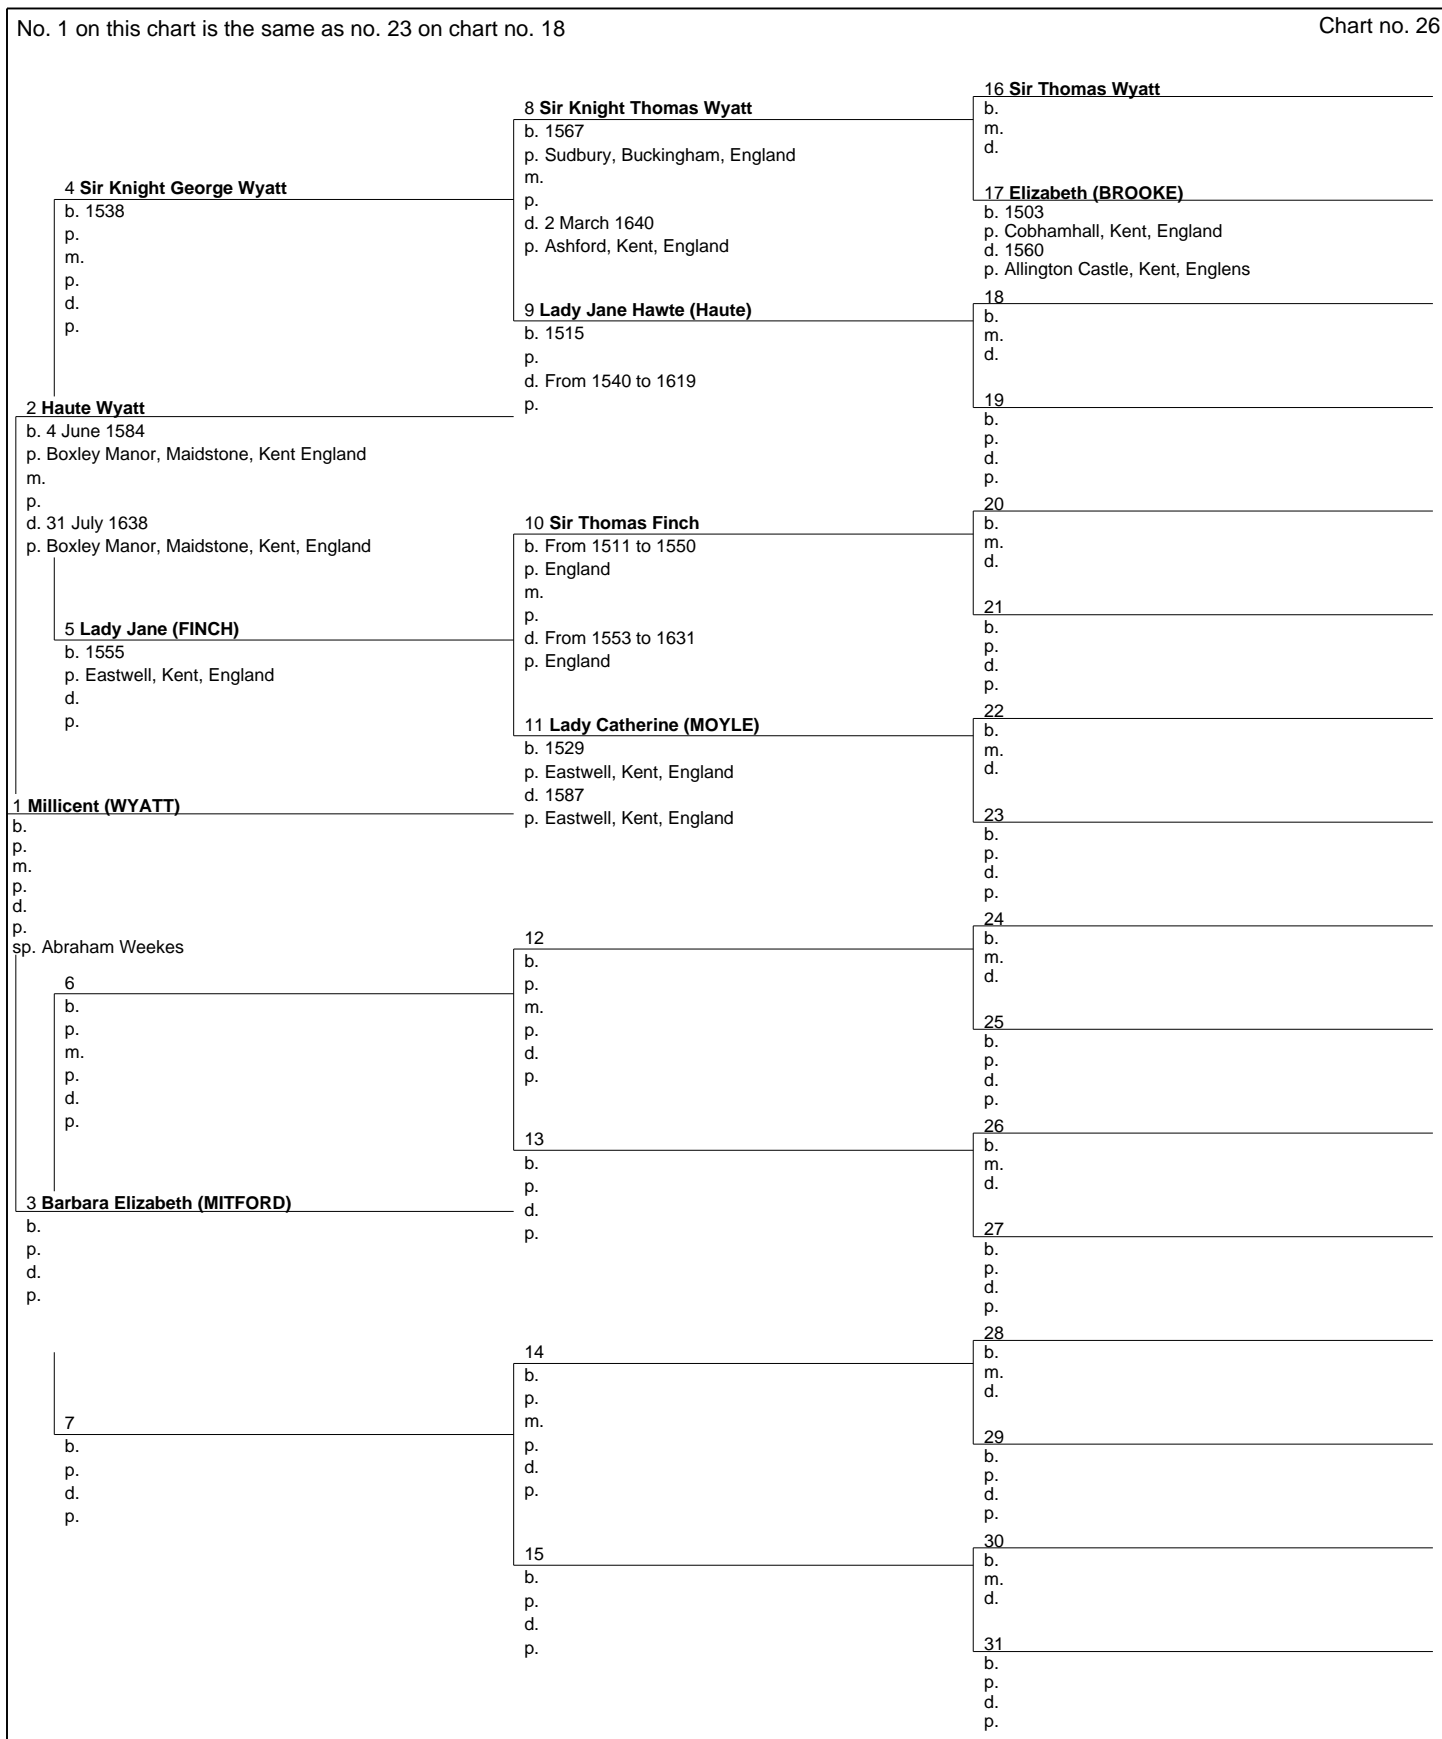 No. 1 on this chart is the same as no. 23 on chart no. 18
Chart no. 26
1 Millicent (WYATT)
b.
p.
m.
p.
d.
p.
sp. Abraham Weekes
2 Haute Wyatt
b. 4 June 1584
p. Boxley Manor, Maidstone, Kent England
m.
p.
d. 31 July 1638
p. Boxley Manor, Maidstone, Kent, England
3 Barbara Elizabeth (MITFORD)
b.
p.
d.
p.
4 Sir Knight George Wyatt
b. 1538
p.
m.
p.
d.
p.
5 Lady Jane (FINCH)
b. 1555
p. Eastwell, Kent, England
d.
p.
6
b.
p.
m.
p.
d.
p.
7
b.
p.
d.
p.
8 Sir Knight Thomas Wyatt
b. 1567
p. Sudbury, Buckingham, England
m.
p.
d. 2 March 1640
p. Ashford, Kent, England
9 Lady Jane Hawte (Haute)
b. 1515
p.
d. From 1540 to 1619
p.
10 Sir Thomas Finch
b. From 1511 to 1550
p. England
m.
p.
d. From 1553 to 1631
p. England
11 Lady Catherine (MOYLE)
b. 1529
p. Eastwell, Kent, England
d. 1587
p. Eastwell, Kent, England
12
b.
p.
m.
p.
d.
p.
13
b.
p.
d.
p.
14
b.
p.
m.
p.
d.
p.
15
b.
p.
d.
p.
16 Sir Thomas Wyatt
b.
m.
d.
17 Elizabeth (BROOKE)
b. 1503
p. Cobhamhall, Kent, England
d. 1560
p. Allington Castle, Kent, Englens
18
b.
m.
d.
19
b.
p.
d.
p.
20
b.
m.
d.
21
b.
p.
d.
p.
22
b.
m.
d.
23
b.
p.
d.
p.
24
b.
m.
d.
25
b.
p.
d.
p.
26
b.
m.
d.
27
b.
p.
d.
p.
28
b.
m.
d.
29
b.
p.
d.
p.
30
b.
m.
d.
31
b.
p.
d.
p.